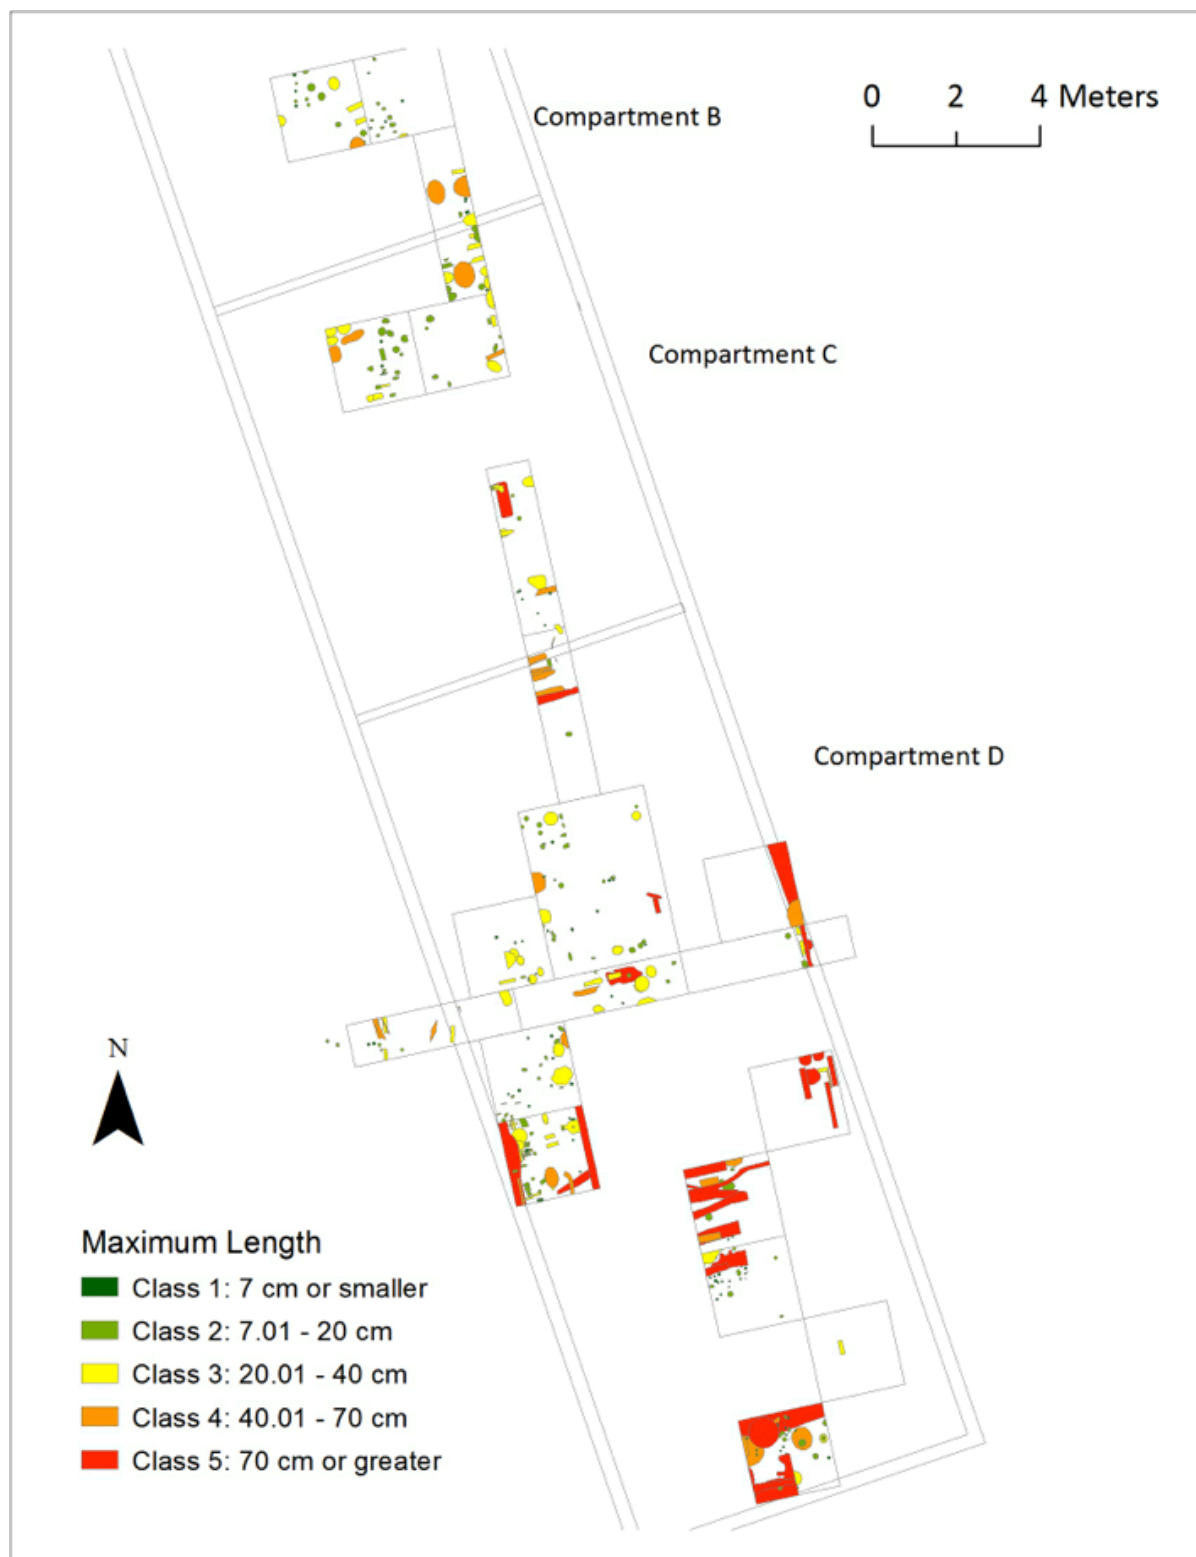 Compartment B
0 2 4 Meters
Compartment C
Compartment D
N
Maximum Length
Class 1: 7 cm or smaller
Class 2: 7.01 - 20 cm
Class 3: 20.01 - 40 cm
Class 4: 40.01 - 70 cm
Class 5: 70 cm or greater